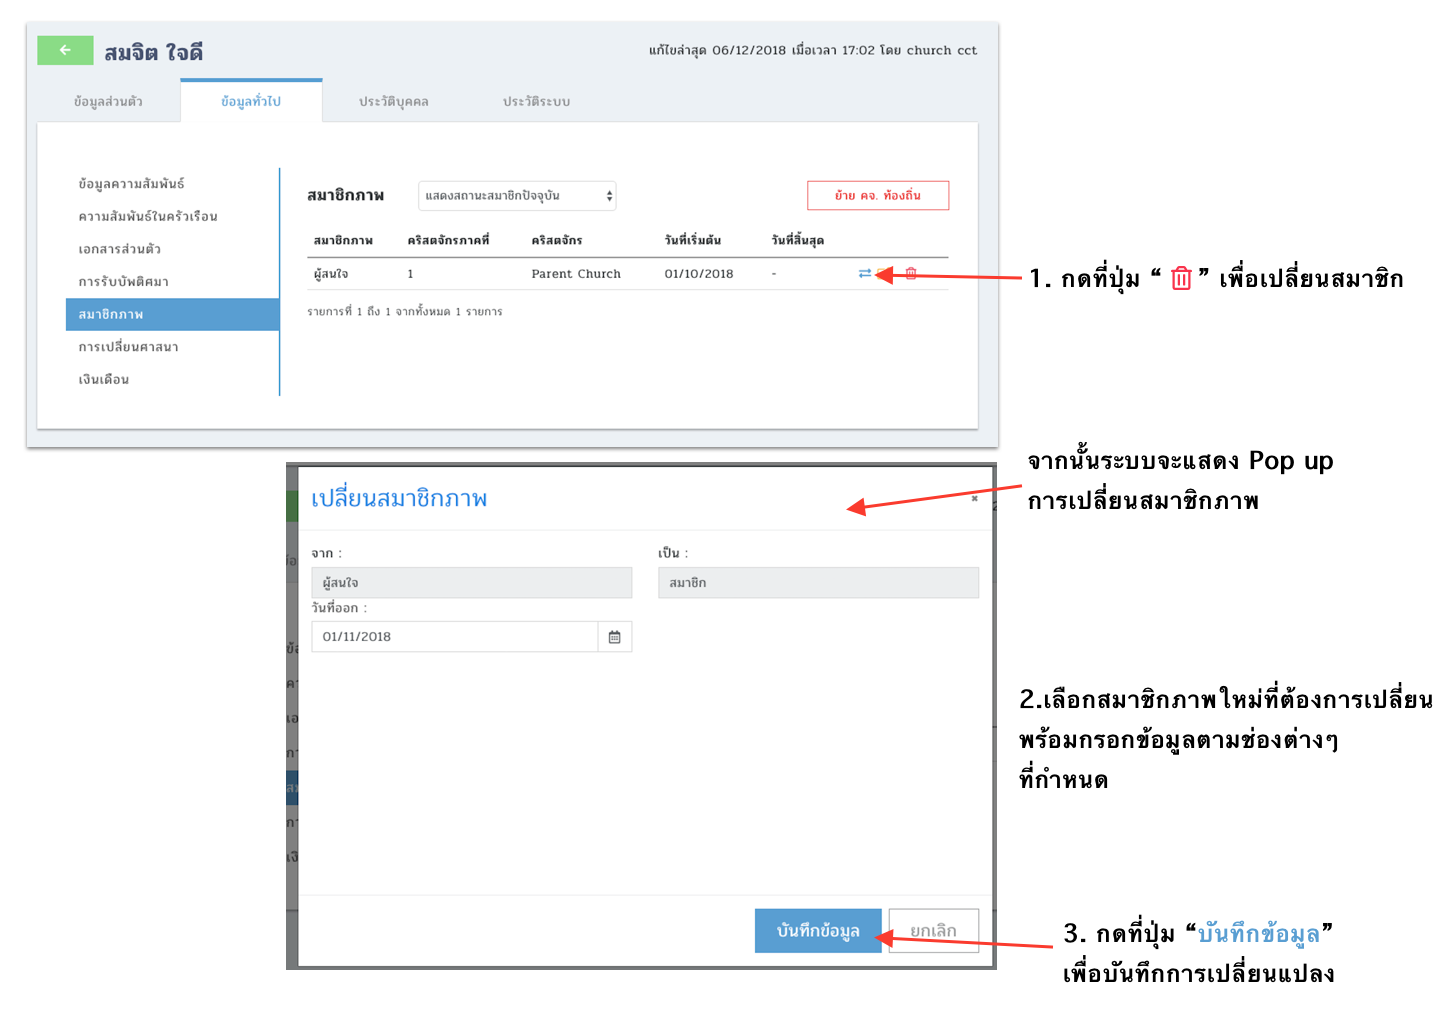 สมจิต ใจดี
แก้ไขล่าสุด 06/12/2018 เมื่อเวลา 17:02 โดย church cct
ข้อมูลส่วนตัว
ข้อมูลทั่วไป
ประวัติบุคคล
ประวัติระบบ
ข้อมูลความสัมพันธ์
ความสัมพันธ์ในครัวเรือน
เอกสารส่วนตัว
การรับบัพติศมา
สมาชิกภาพ
การเปลี่ยนศาสนา
เงินเดือน
สมาชิกภาพ
แสดงสถานะสมาชิกปัจจุบัน
ย้าย คจ. ท้องถิ่น
สมาชิกภาพ คริสตจักรภาคที่ คริสตจักร วันที่เริ่มต้น วันที่สิ้นสุด
ผู้สนใจ 1 Parent Church 01/10/2018 -
รายการที่ 1 ถึง 1 จากทั้งหมด 1 รายการ
1. กดที่ปุ่ม “ ” เพื่อเปลี่ยนสมาชิก
จากนั้นระบบจะแสดง Pop up
การเปลี่ยนสมาชิกภาพ
เปลี่ยนสมาชิกภาพ
จาก :
เป็น :
ผู้สนใจ
สมาชิก
วันที่ออก :
01/11/2018
2.เลือกสมาชิกภาพใหม่ที่ต้องการเปลี่ยน
พร้อมกรอกข้อมูลตามช่องต่างๆ
ที่กำหนด
บันทึกข้อมูล
ยกเลิก
3. กดที่ปุ่ม “บันทึกข้อมูล”
เพื่อบันทึกการเปลี่ยนแปลง